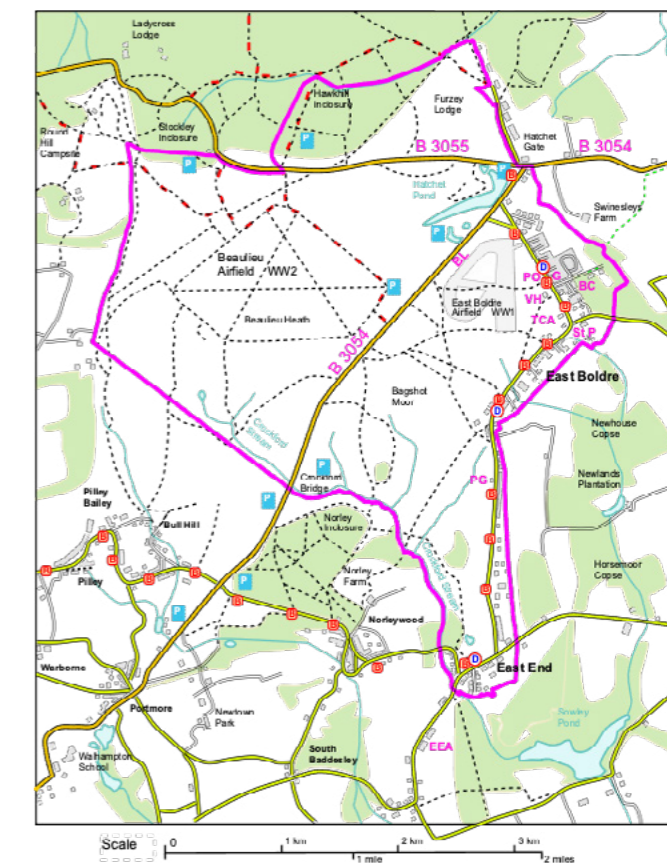 Ladycross
Lodge
Hawkhill
Inclosure
Furzey
Lodge
Round
Hill
Campsite
Stockley
Inclosure
Hatchet
Gate
B 3055
B 3054
Hatchet
Pond
Swinesleys
Farm
Beaulieu
Airfield WW2
BL
PO
G
D
BC
VH
East Boldre
Airfield WW1
TCA
St P
Beaulieu Heath
B 3054
East Boldre
Bagshot
Moor
D
Crockford
Stream
Newhouse
Copse
Crockford
Bridge
PG
Newlands
Plantation
Pilley
Bailey
Bull Hill
Norley
Inclosure
Crockford Stream
Horsemoor
Copse
Pilley
Norley
Farm
Norleywood
Warborne
D
East End
Portmore
Newtown
Park
Sowley
Pond
Walhampton
School
South
Baddesley
EEA
Scale
0
1 km
2 km
3 km
1 mile
2 miles